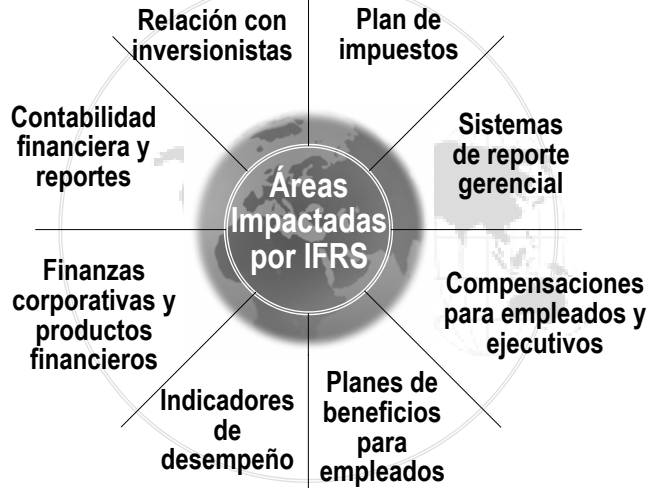 Relación con
inversionistas
Plan de
impuestos
Contabilidad
financiera y
reportes
Sistemas
de reporte
gerencial
Áreas
Impactadas
por IFRS
Finanzas
corporativas y
productos
financieros
Compensaciones
para empleados y
ejecutivos
Indicadores
de
desempeño
Planes de
beneficios
para
empleados